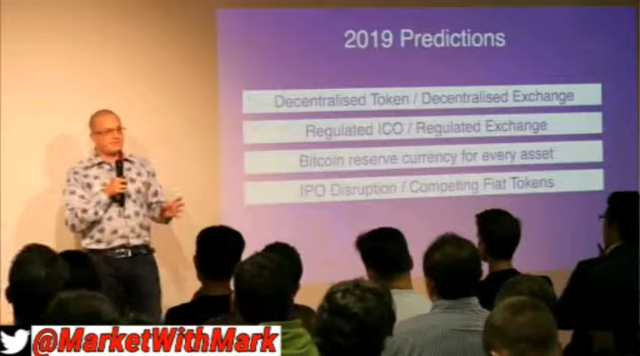 2019 Predictions
Decentralised Token / Decentralised Exchange
Regulated ICO / Regulated Exchange
Bitcoin reserve currency for every asset
IPO Disruption / Competing Fiat Tokens
@MarketWithMark